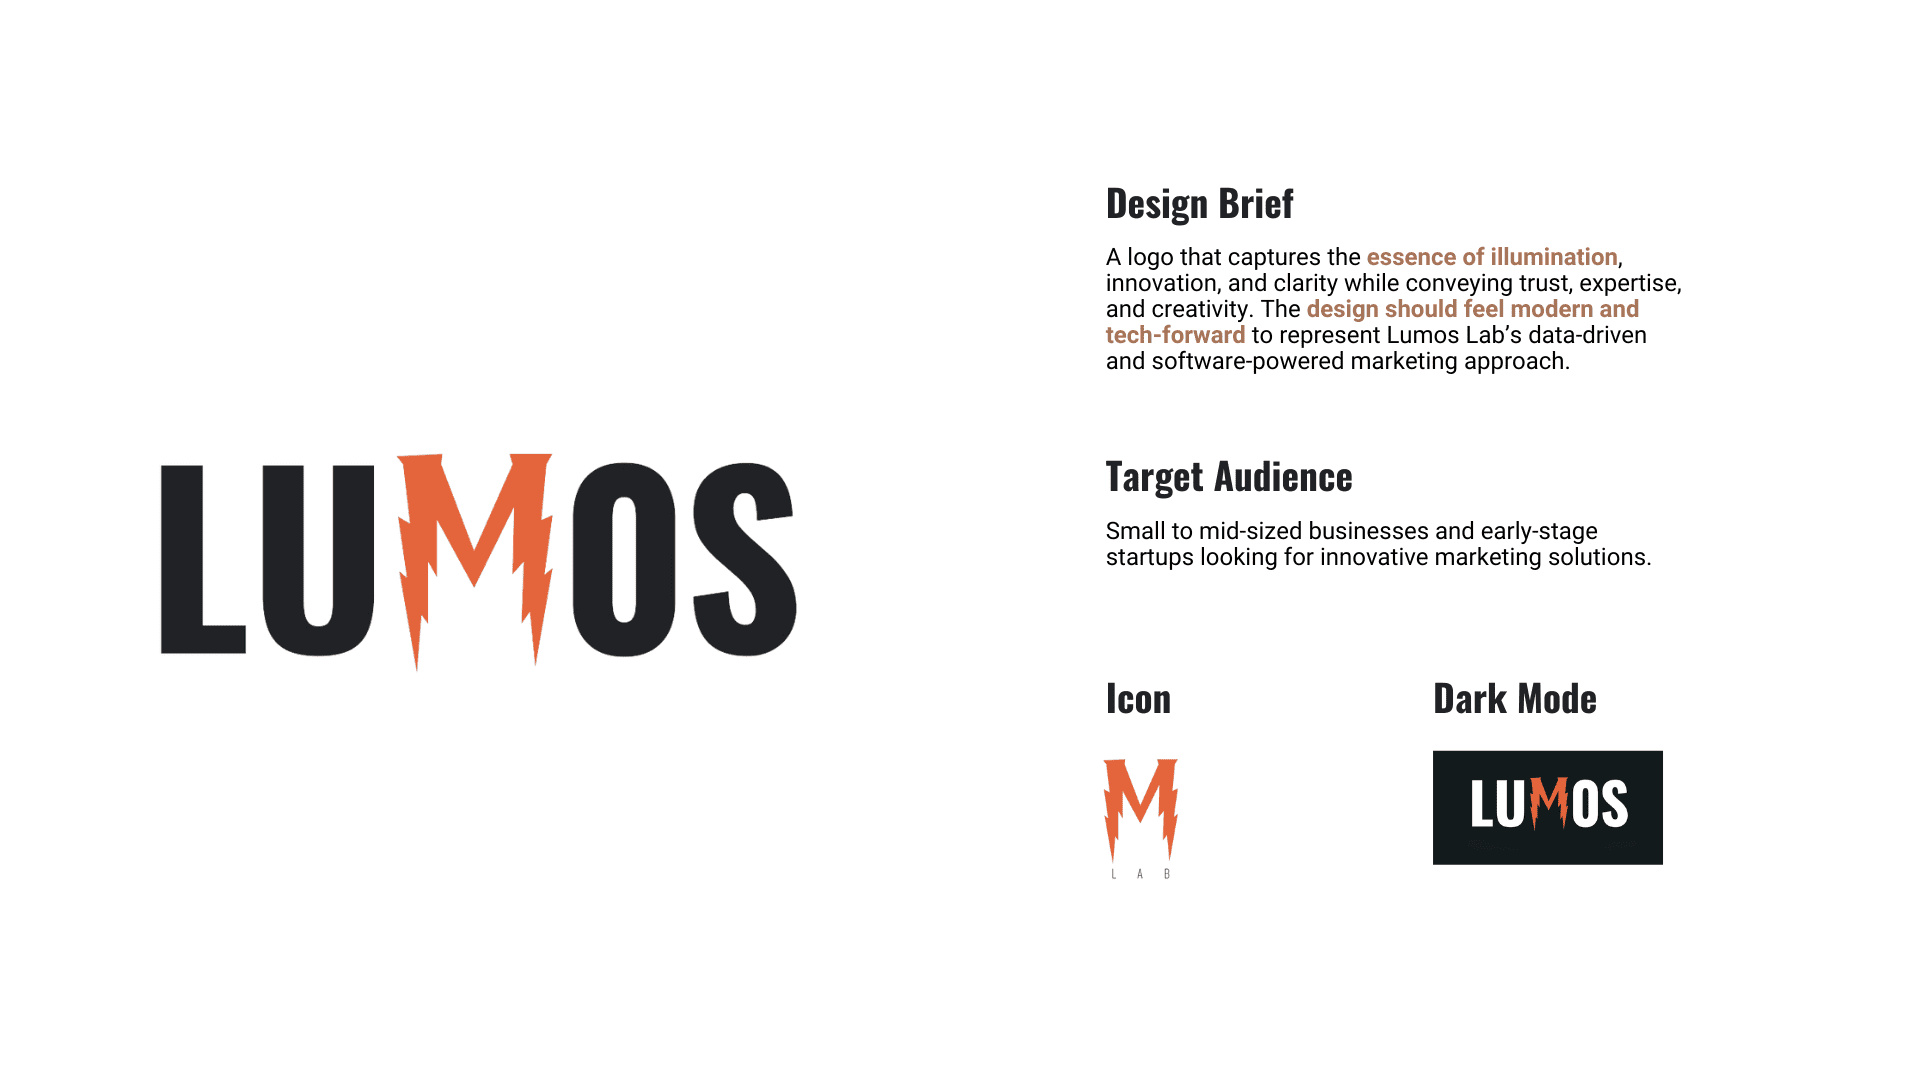 LUMOS
Design Brief
A logo that captures the essence of illumination,
innovation, and clarity while conveying trust, expertise,
and creativity. The design should feel modern and
tech-forward to represent Lumos Lab’s data-driven
and software-powered marketing approach.
Target Audience
Small to mid-sized businesses and early-stage
startups looking for innovative marketing solutions.
Icon
Dark Mode
M
LAB
LUMOS